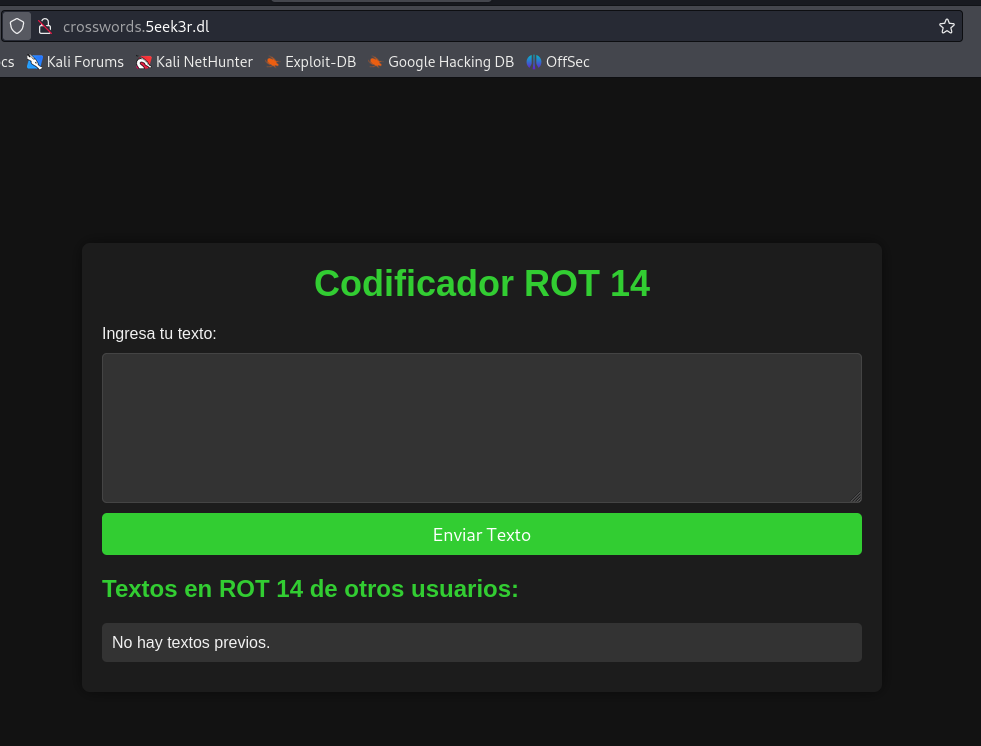 crosswords.5eek3r.dl
cs Kali Forums Kali NetHunter Exploit-DB Google Hacking DB OffSec
Codificador ROT 14
Ingresa tu texto:
Enviar Texto
Textos en ROT 14 de otros usuarios:
No hay textos previos.